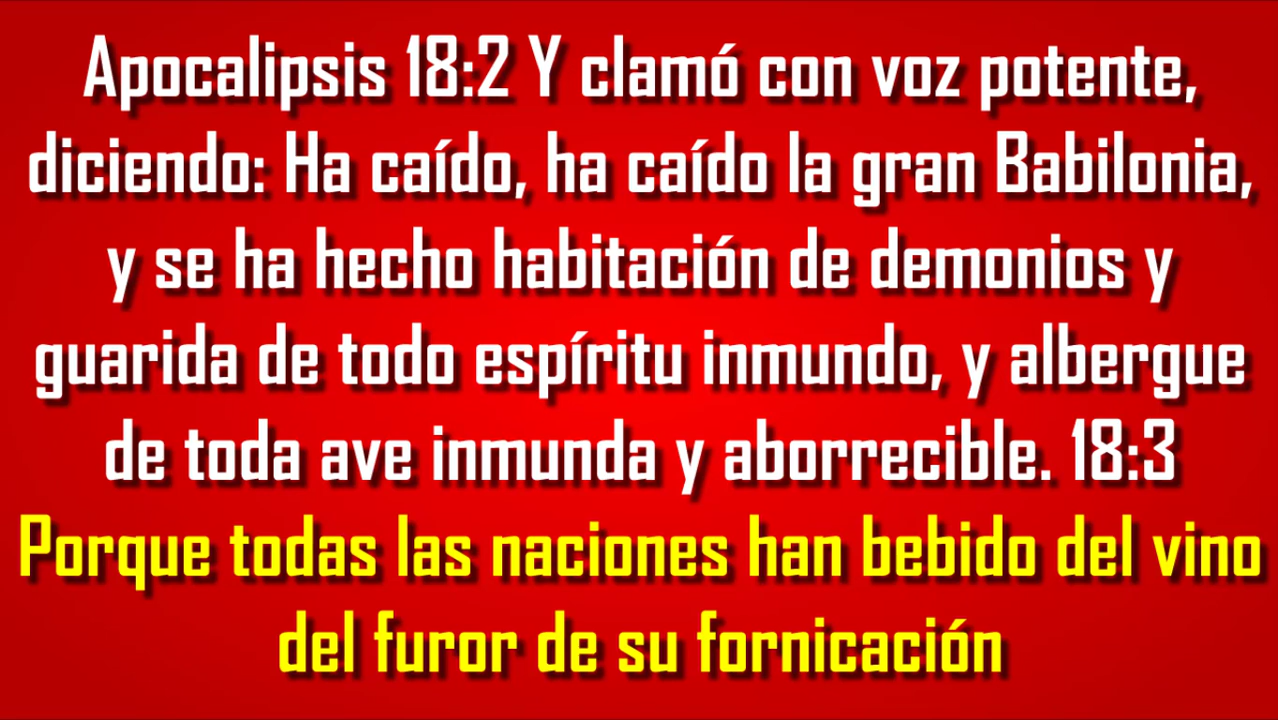 Apocalipsis 18:2 Y clamó con voz potente,
diciendo: Ha caído, ha caído la gran Babilonia,
y se ha hecho habitación de demonios y
guarida de todo espíritu inmundo, y albergue
de toda ave inmunda y aborrecible. 18:3
Porque todas las naciones han bebido del vino
del furor de su fornicación